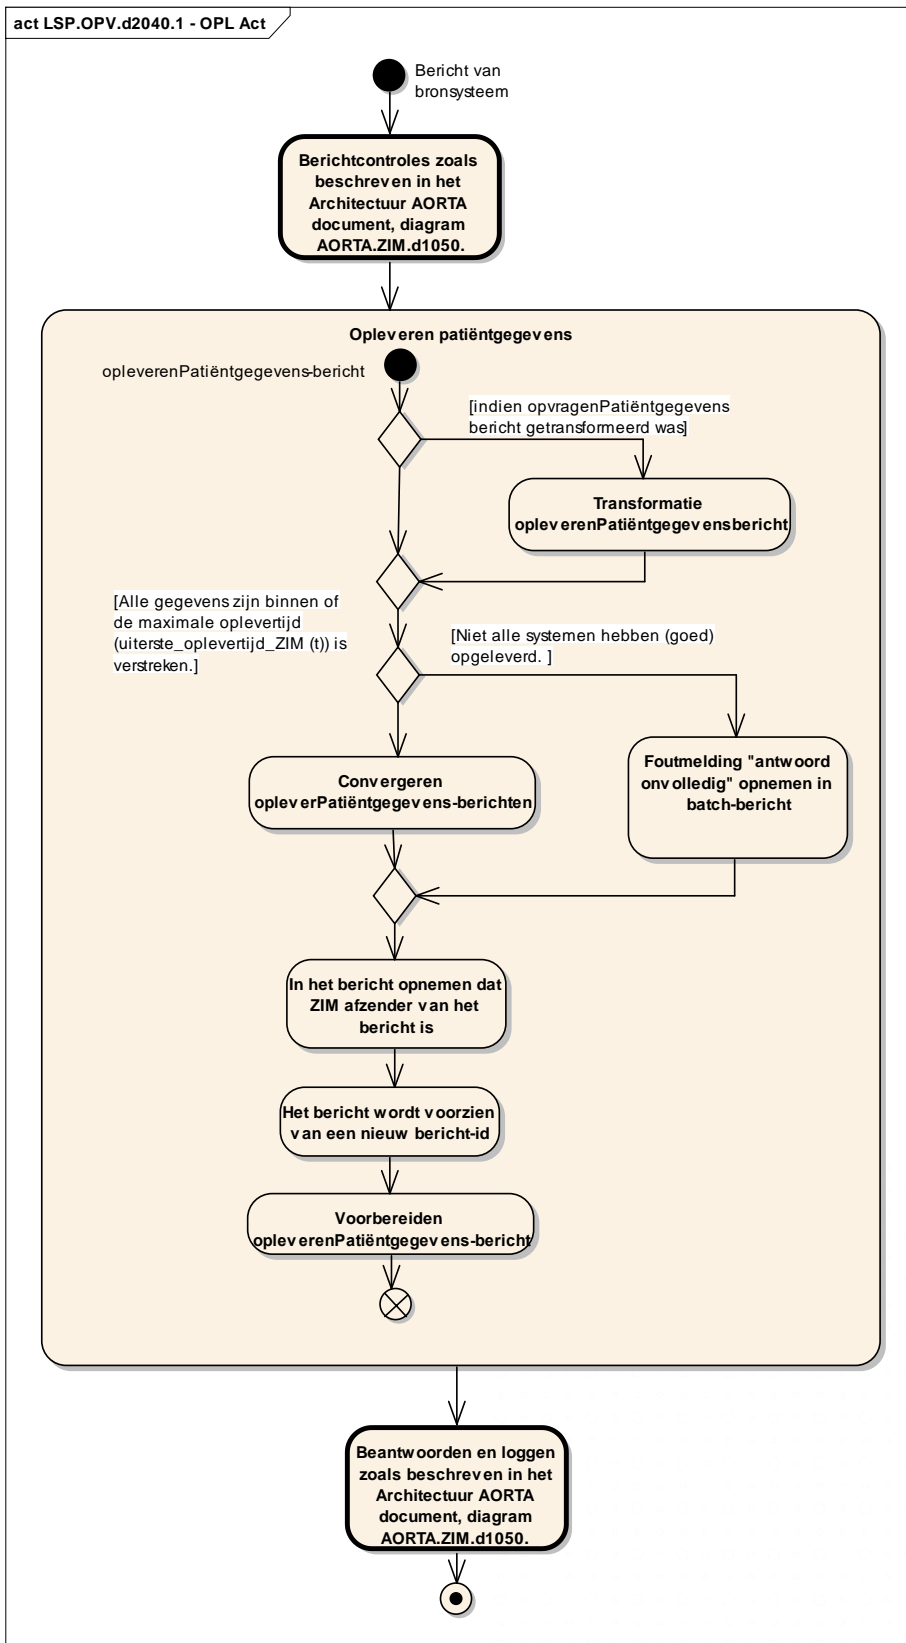 act LSP.OPV.d2040.1 - OPL Act
Bericht van
bronsysteem
Berichtcontroles zoals
beschreven in het
Architectuur AORTA
document, diagram
AORTA.ZIM.d1050.
Opleveren patiëntgegevens
opleverenPatiëntgegevens-bericht
[indien opvragenPatiëntgegevens
bericht getransformeerd was]
Transformatie
opleverenPatiëntgegevensbericht
[Alle gegevens zijn binnen of
de maximale oplevertijd
(uiterste_oplevertijd_ZIM (t)) is
verstreken.]
[Niet alle systemen hebben (goed)
opgeleverd. ]
Convergeren
opleverPatiëntgegevens-berichten
Foutmelding "antwoord
onvolledig" opnemen in
batch-bericht
In het bericht opnemen dat
ZIM afzender van het
bericht is
Het bericht wordt voorzien
van een nieuw bericht-id
Voorbereiden
opleverenPatiëntgegevens-bericht
Beantwoorden en loggen
zoals beschreven in het
Architectuur AORTA
document, diagram
AORTA.ZIM.d1050.